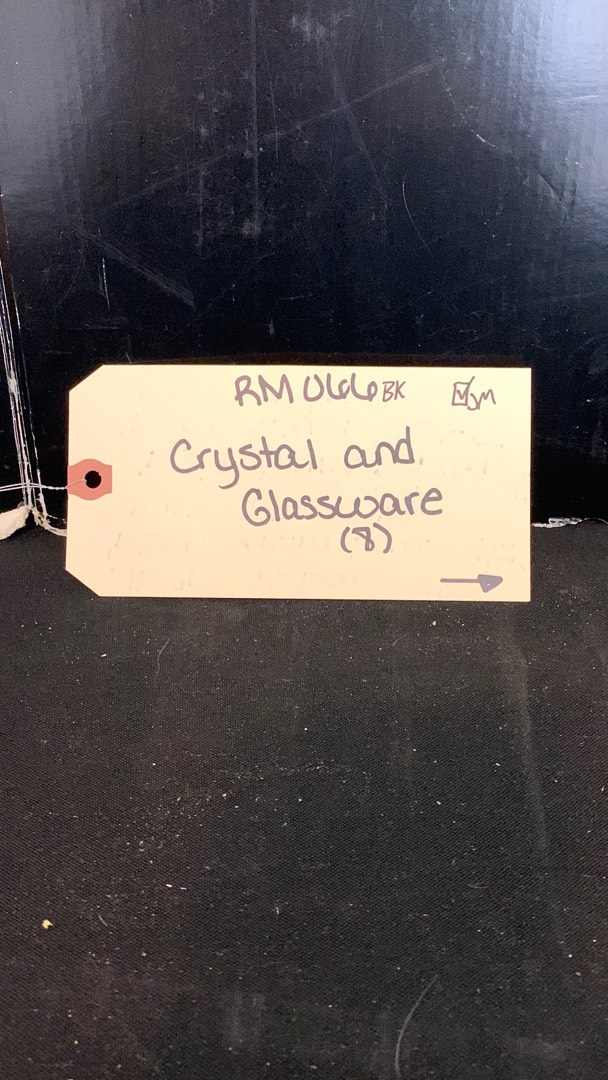 RM 066 BK ☑ JM
Crystal and
Glassware
(8)
→